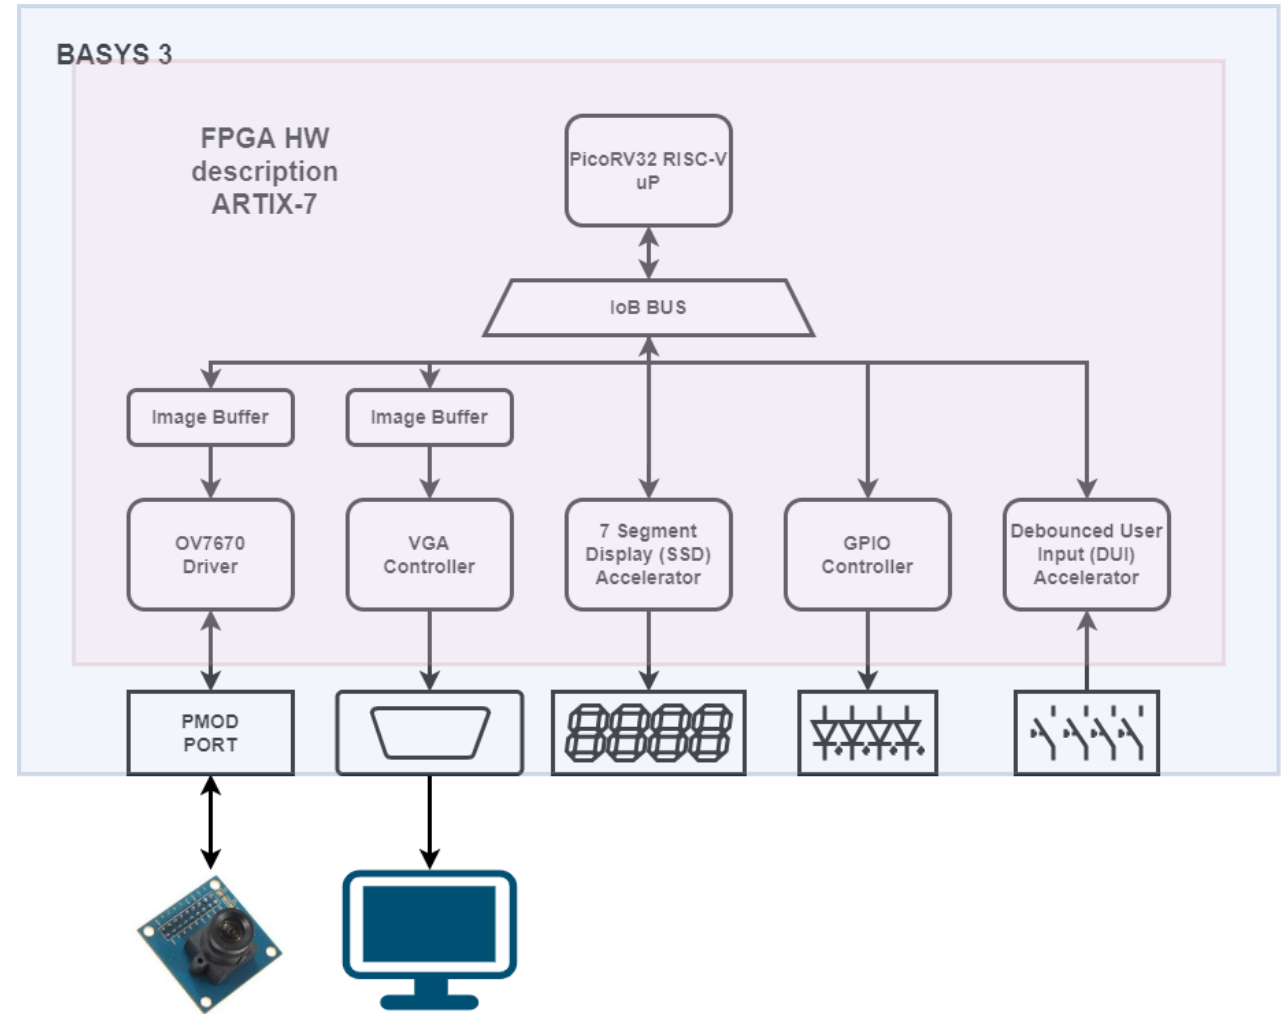 BASYS 3
FPGA HW
description
ARTIX-7
PicoRV32 RISC-V
uP
IoB BUS
Image Buffer
Image Buffer
OV7670
Driver
VGA
Controller
7 Segment
Display (SSD)
Accelerator
GPIO
Controller
Debounced User
Input (DUI)
Accelerator
PMOD
PORT
8888